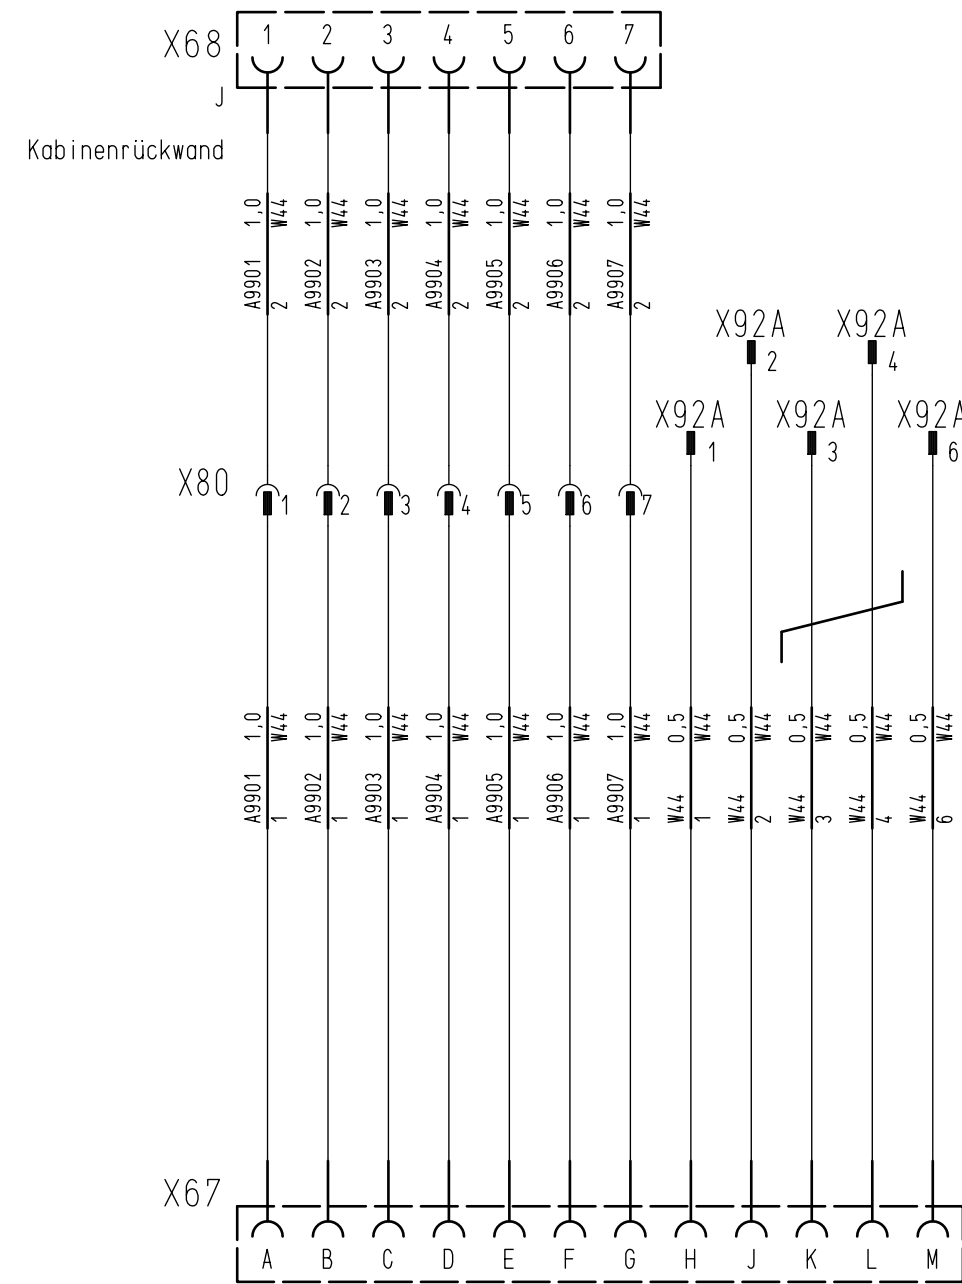 X68 1 2 3 4 5 6 7
J
Kabinenrückwand
1,0 W44 1,0 W44 1,0 W44 1,0 W44 1,0 W44 1,0 W44 1,0 W44
A9901 2 A9902 2 A9903 2 A9904 2 A9905 2 A9906 2 A9907 2
X92A X92A
2 4
X92A X92A X92A
1 3 6
X80 1 2 3 4 5 6 7
1,0 W44 1,0 W44 1,0 W44 1,0 W44 1,0 W44 1,0 W44 1,0 W44 0,5 W44 0,5 W44 0,5 W44 0,5 W44 0,5 W44
A9901 1 A9902 1 A9903 1 A9904 1 A9905 1 A9906 1 A9907 1 W44 1 W44 2 W44 3 W44 4 W44 6
X67
A B C D E F G H J K L M